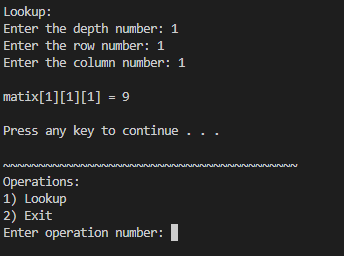 Lookup:
Enter the depth number: 1
Enter the row number: 1
Enter the column number: 1
matix[1][1][1] = 9
Press any key to continue . . .
~~~~~~~~~~~~~~~~~~~~~~~~~~~~~~~~~~~~~~~~~~
Operations:
1) Lookup
2) Exit
Enter operation number: